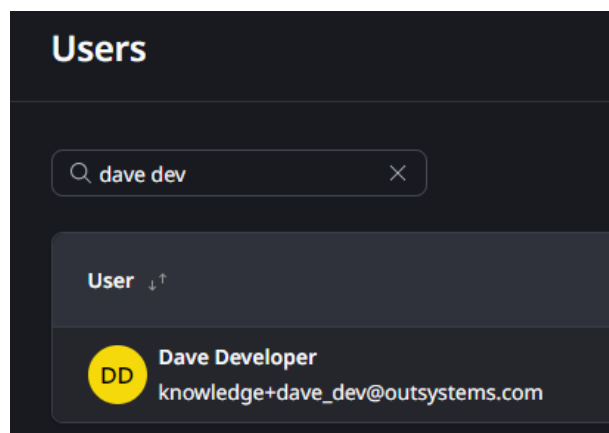 Users
dave dev
User
DD
Dave Developer
knowledge+dave_dev@outsystems.com